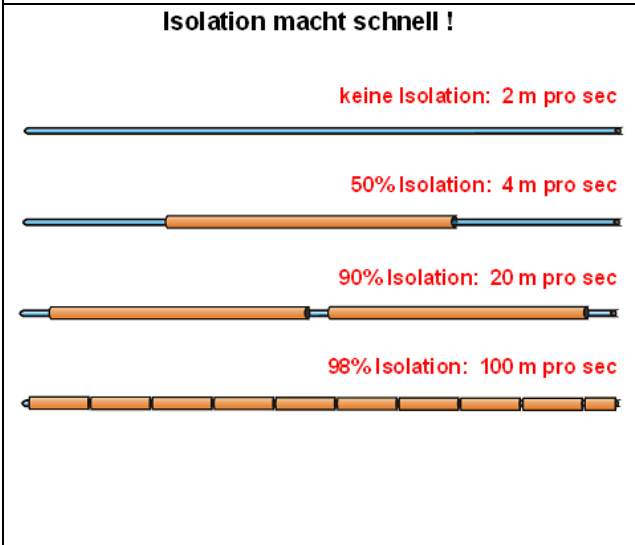 Isolation macht schnell !
keine Isolation: 2 m pro sec
50% Isolation: 4 m pro sec
90% Isolation: 20 m pro sec
98% Isolation: 100 m pro sec